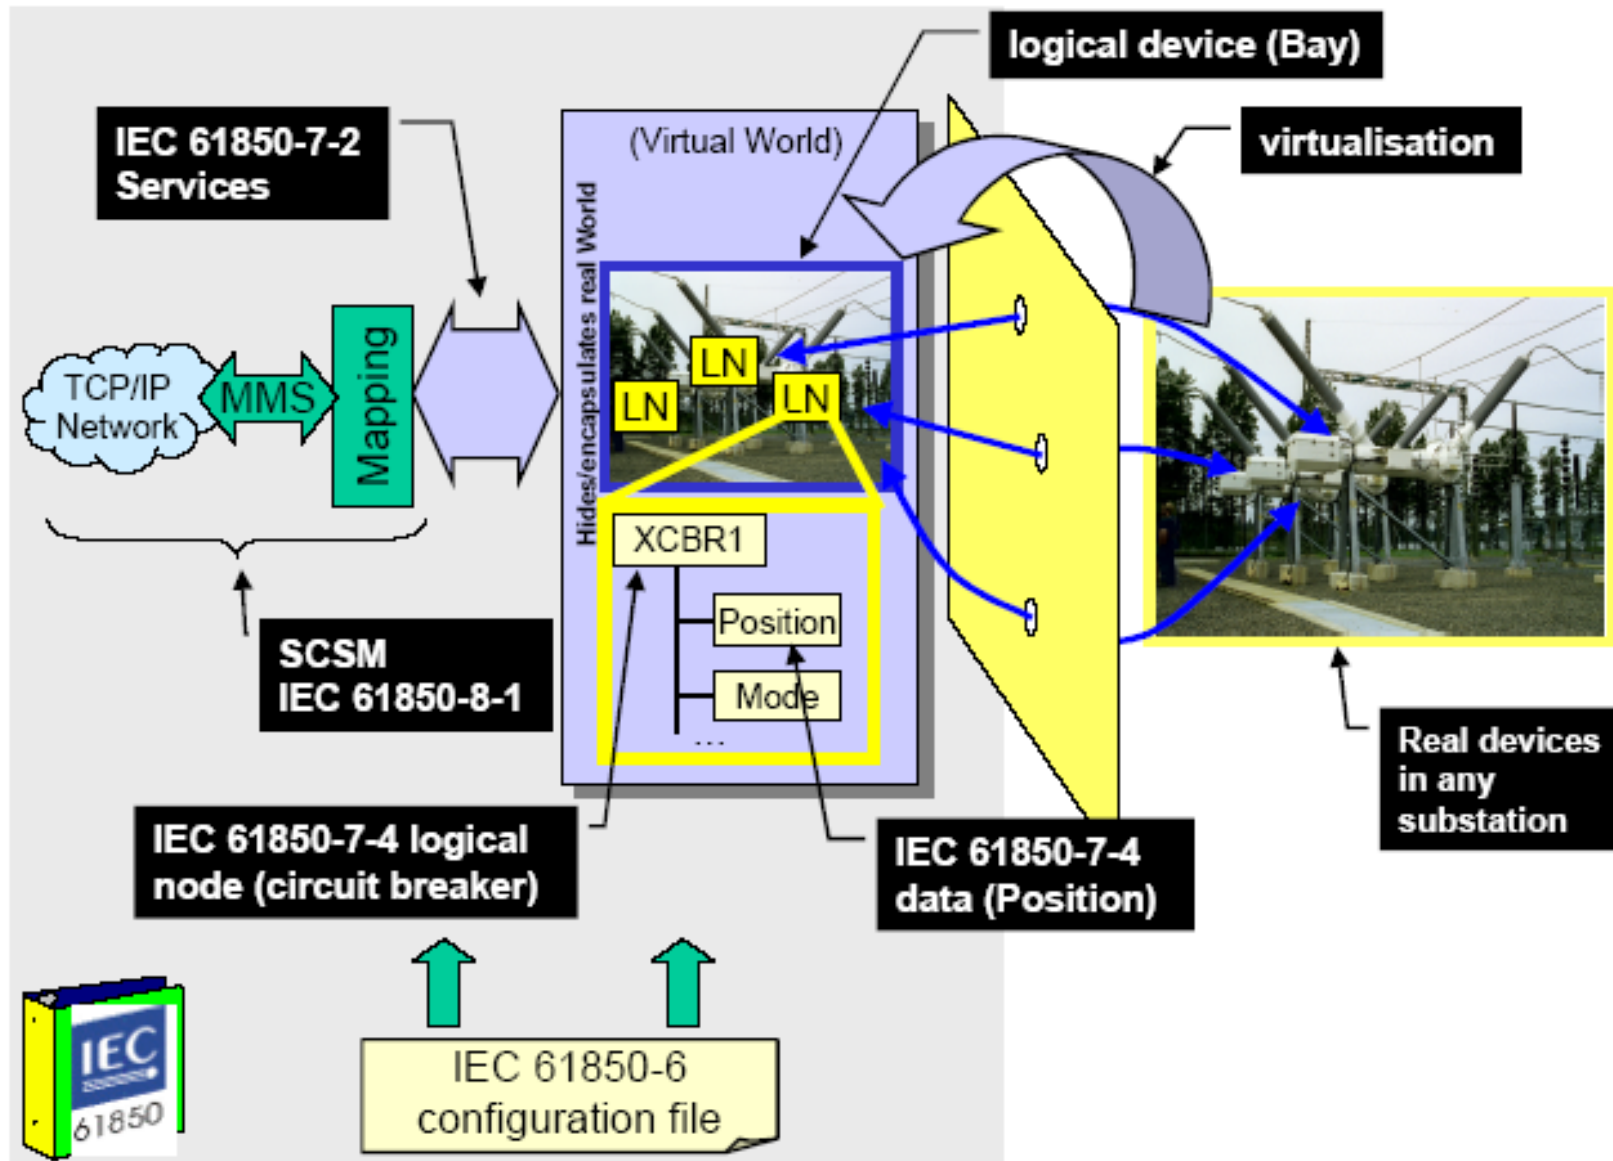 logical device (Bay)
IEC 61850-7-2
Services
(Virtual World)
virtualisation
Hides/encapsulates real World
TCP/IP
Network
MMS
Mapping
LN
LN
LN
XCBR1
Position
Mode
...
SCSM
IEC 61850-8-1
Real devices
in any
substation
IEC 61850-7-4 logical
node (circuit breaker)
IEC 61850-7-4
data (Position)
IEC
61850
IEC 61850-6
configuration file